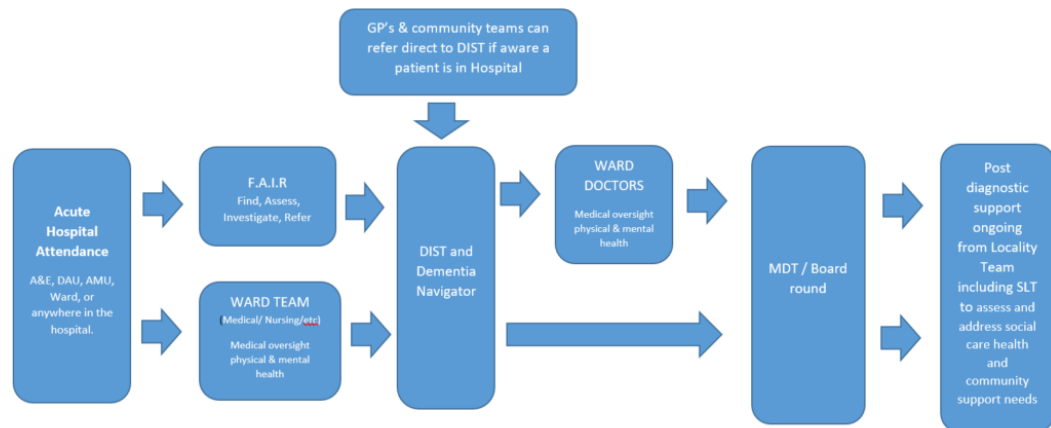 GP's & community teams can
refer direct to DIST if aware a
patient is in Hospital
Acute
Hospital
Attendance
A&E, DAU, AMU,
Ward, or
anywhere in the
hospital.
F.A.I.R
Find, Assess,
Investigate, Refer
WARD TEAM
(Medical/ Nursing/etc)
Medical oversight
physical & mental
health
DIST and
Dementia
Navigator
WARD
DOCTORS
Medical oversight
physical & mental
health
MDT / Board
round
Post
diagnostic
support
ongoing
from Locality
Team
including SLT
to assess and
address social
care health
and
community
support needs